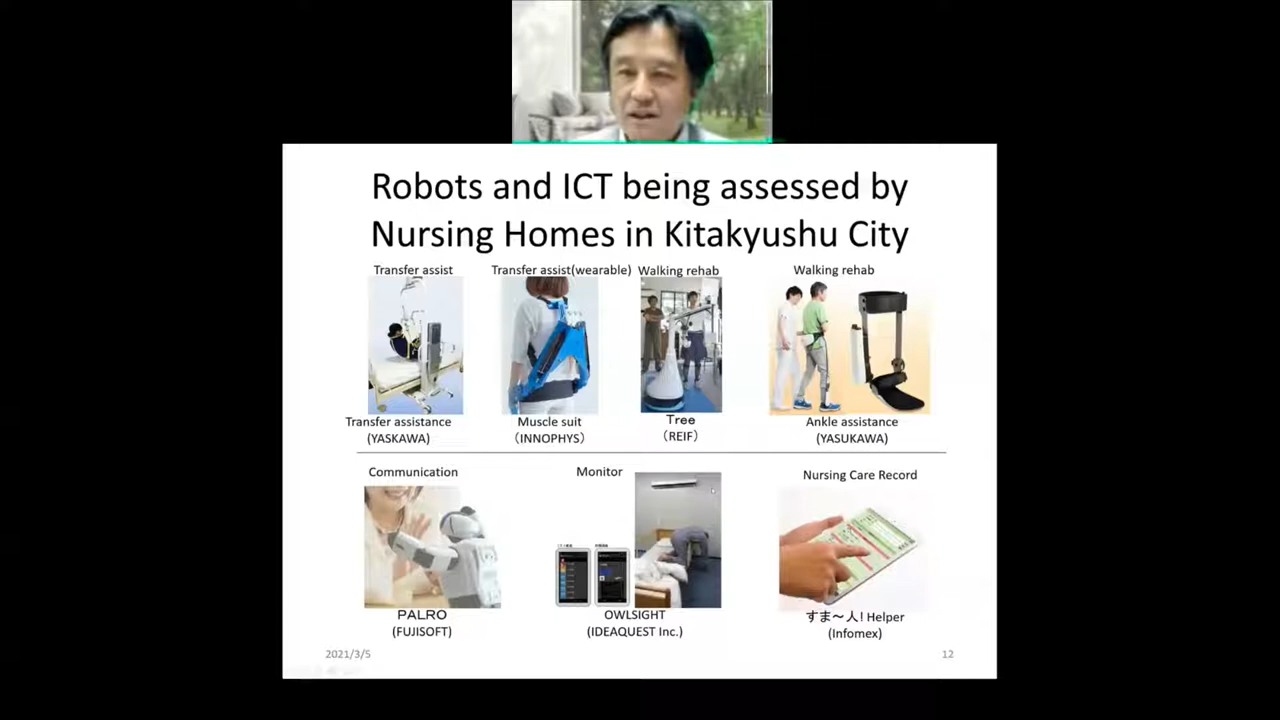 Robots and ICT being assessed by
Nursing Homes in Kitakyushu City
Transfer assist
Transfer assist(wearable)
Walking rehab
Walking rehab
Transfer assistance
(YASKAWA)
Muscle suit
(INNOPHYS)
Tree
(REIF)
Ankle assistance
(YASUKAWA)
Communication
Monitor
Nursing Care Record
PALRO
(FUJISOFT)
OWLSIGHT
(IDEAQUEST Inc.)
すま～人! Helper
(Infomex)
2021/3/5
12